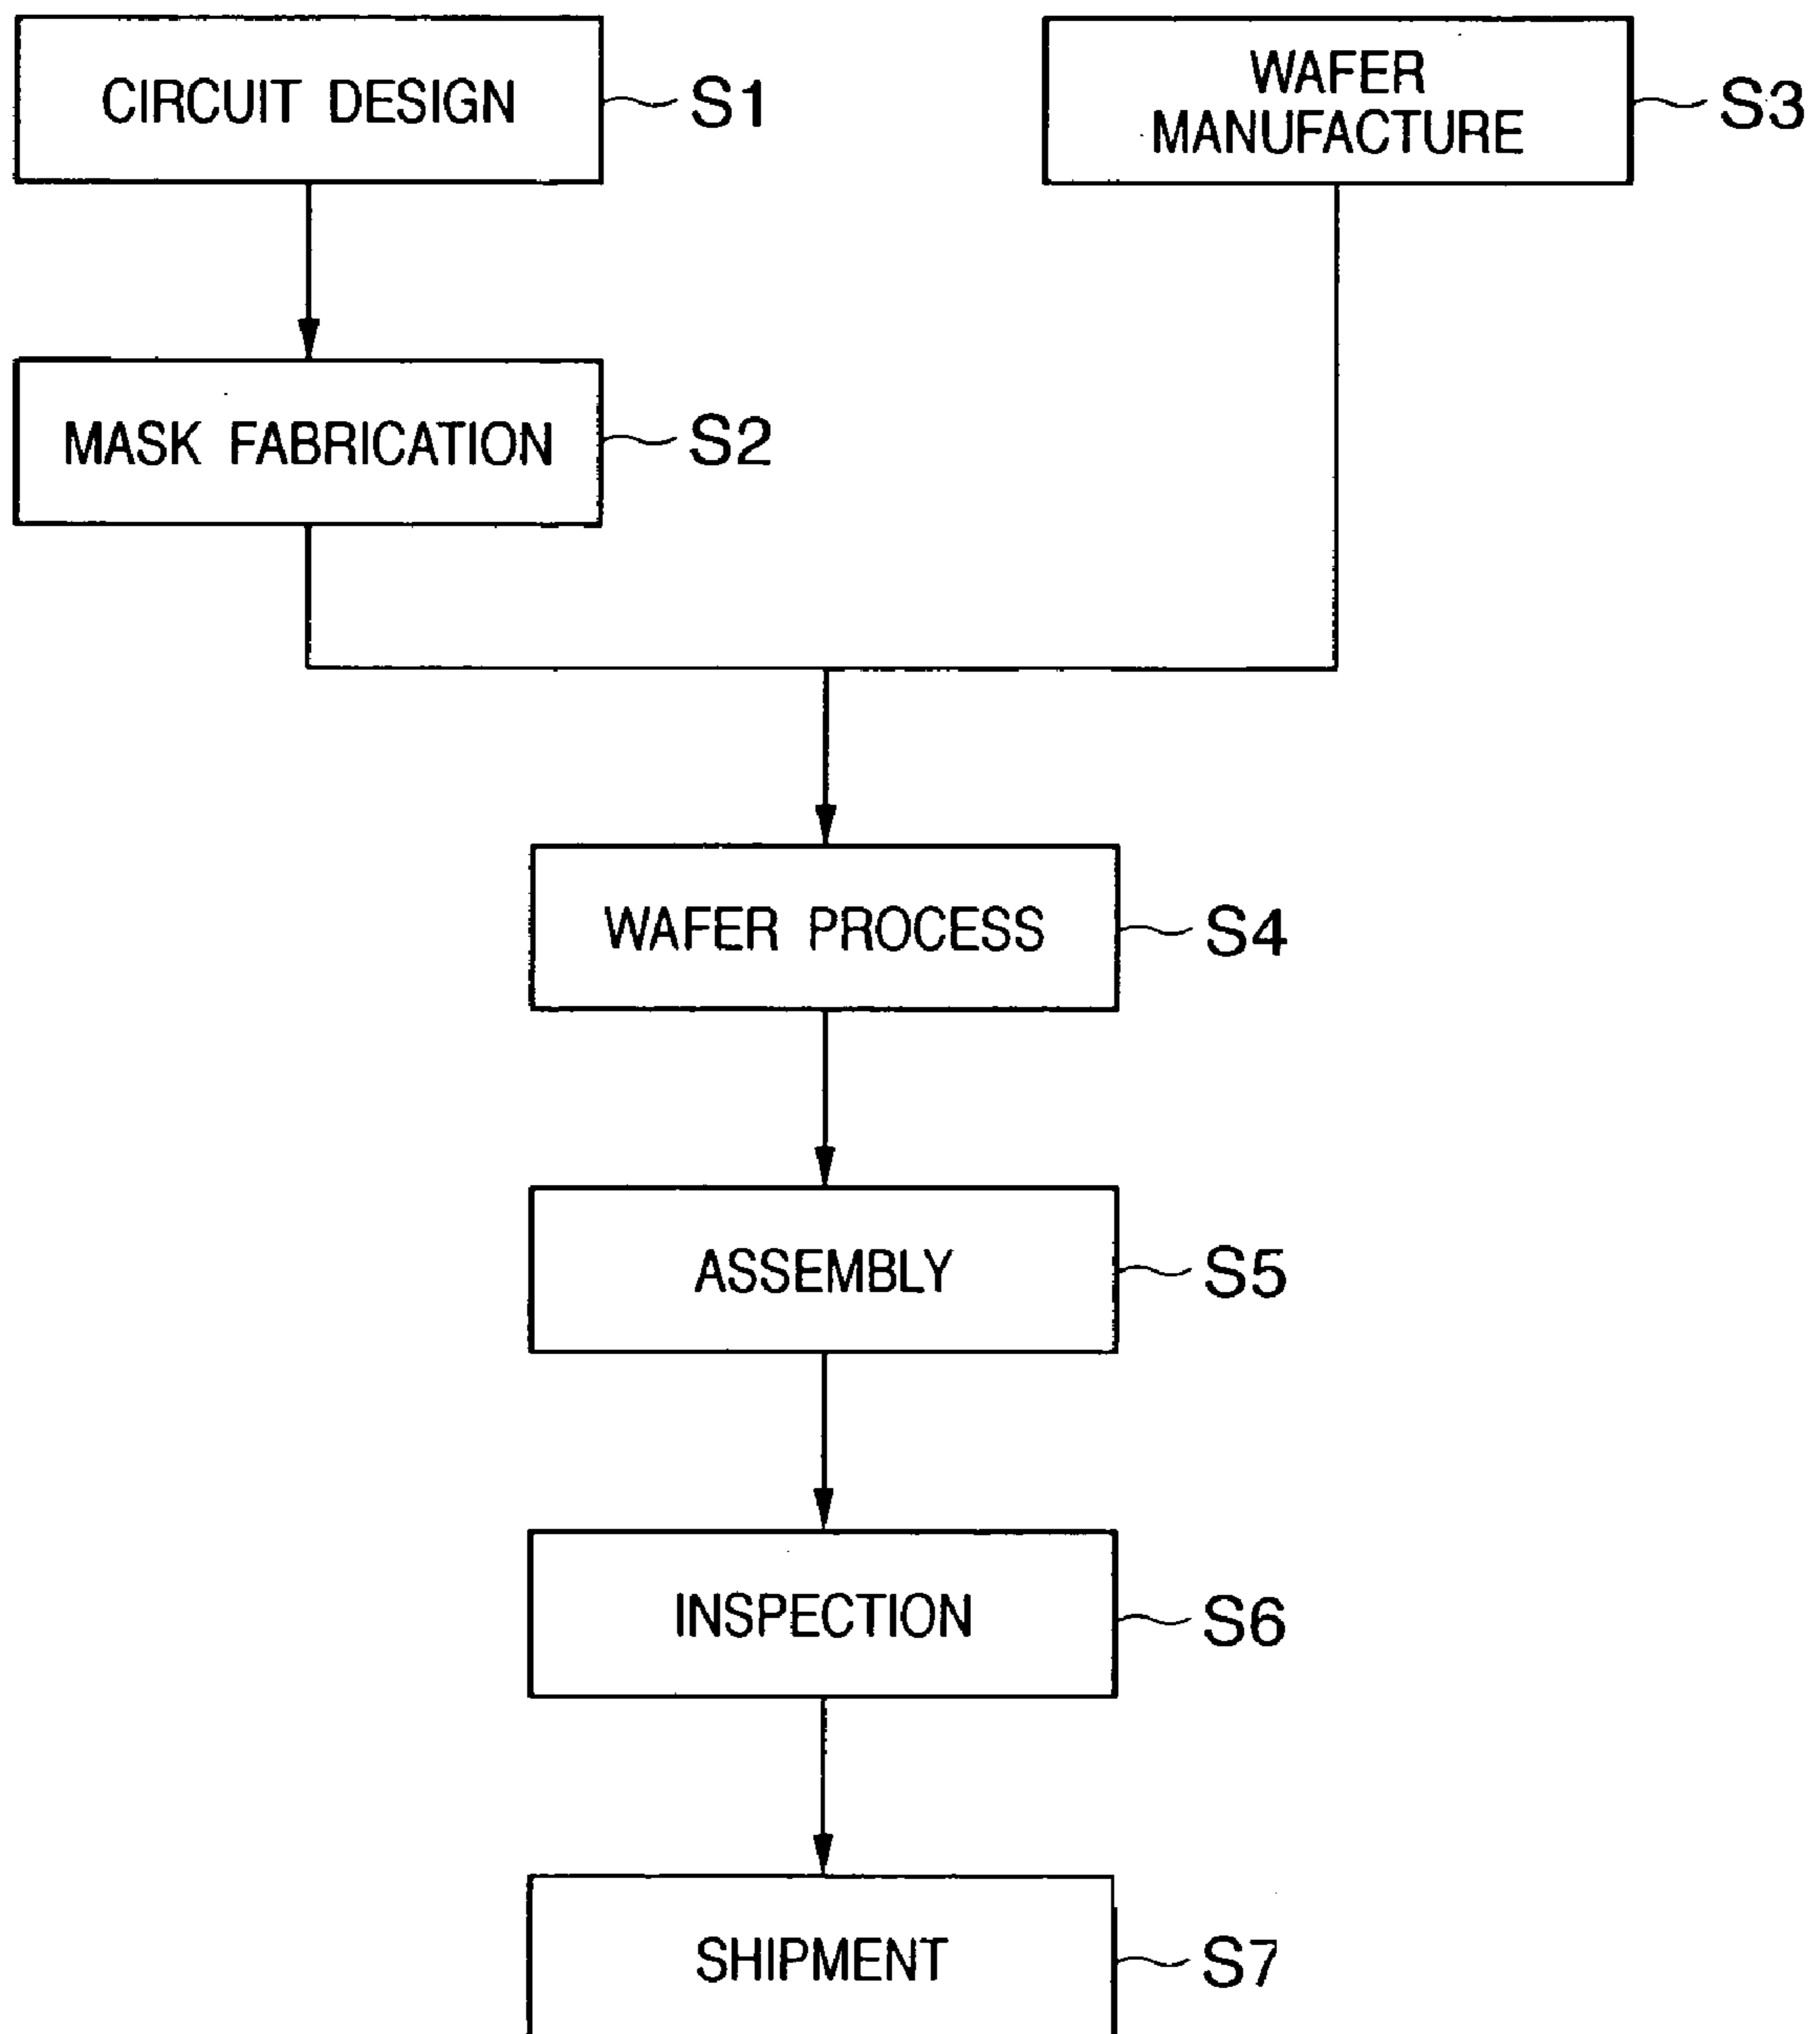 CIRCUIT DESIGN
S1
WAFER
MANUFACTURE
S3
MASK FABRICATION
S2
WAFER PROCESS
S4
ASSEMBLY
S5
INSPECTION
S6
SHIPMENT
S7